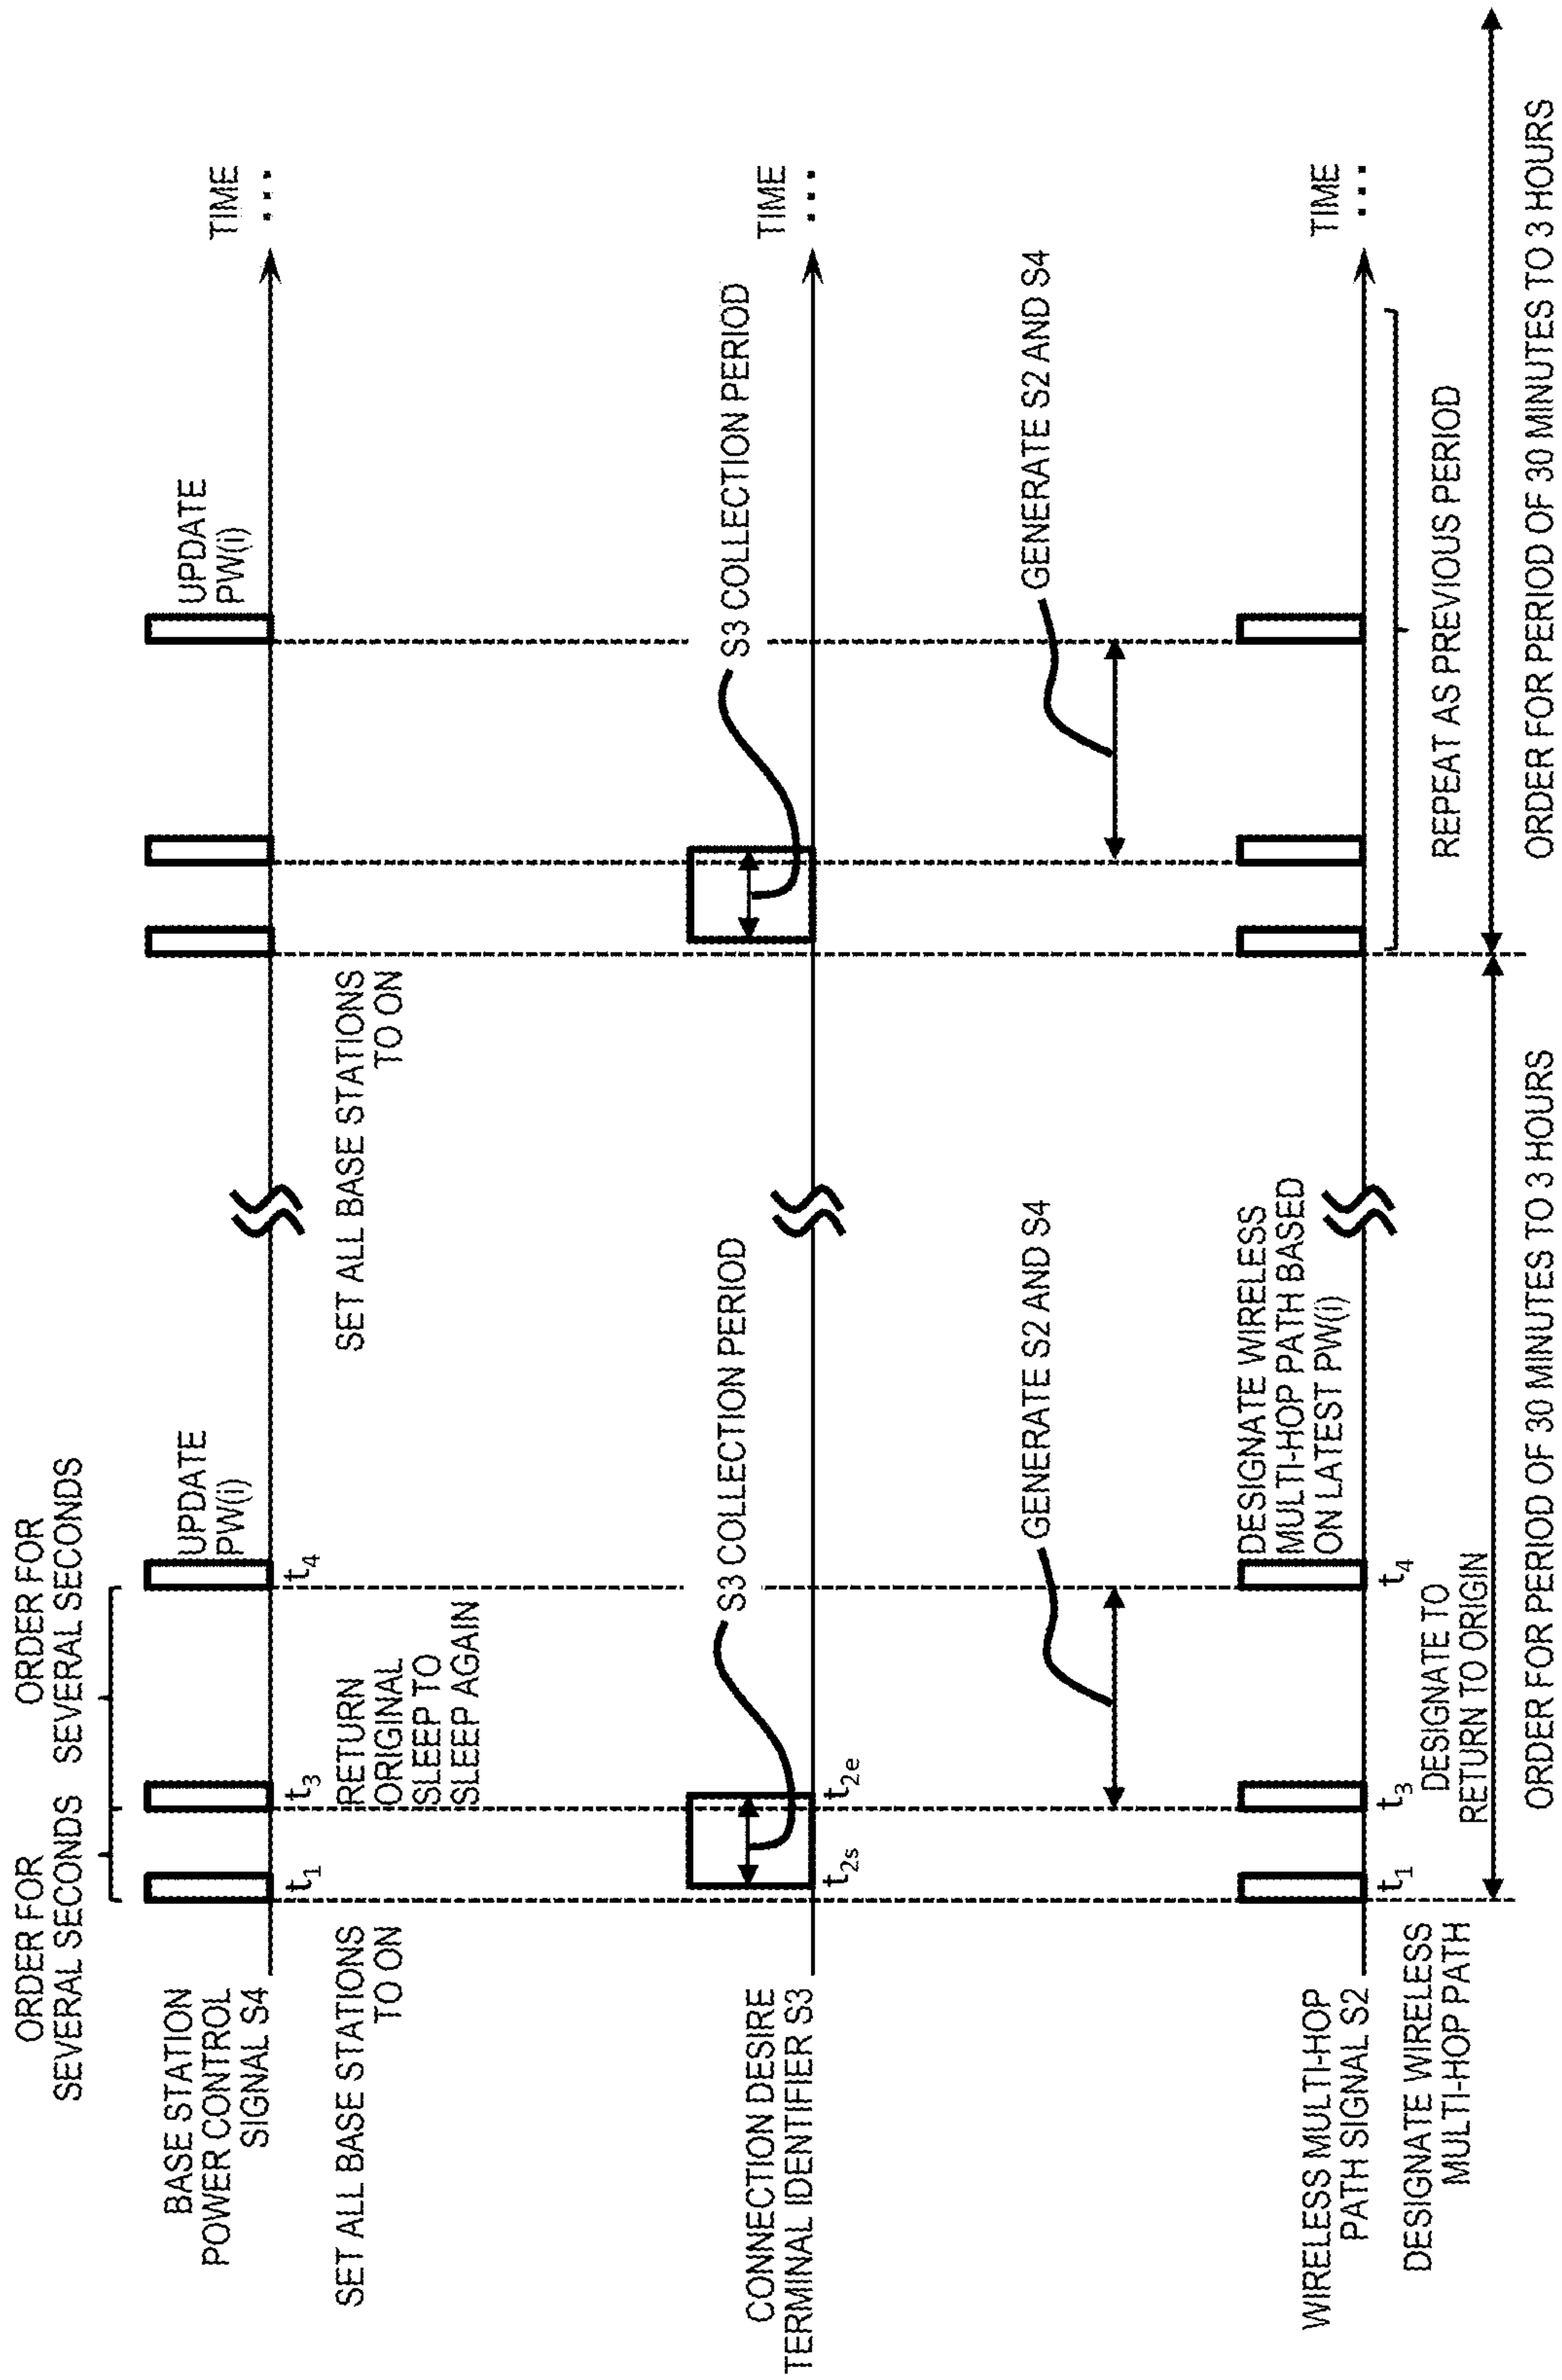 ORDER FOR
SEVERAL SECONDS
ORDER FOR
SEVERAL SECONDS
BASE STATION
POWER CONTROL
SIGNAL S4
t1
t3
t4
UPDATE
PW(i)
UPDATE
PW(i)
TIME
...
SET ALL BASE STATIONS
TO ON
RETURN
ORIGINAL
SLEEP TO
SLEEP AGAIN
SET ALL BASE STATIONS
TO ON
CONNECTION DESIRE
TERMINAL IDENTIFIER S3
t2s
t2e
S3 COLLECTION PERIOD
S3 COLLECTION PERIOD
TIME
...
GENERATE S2 AND S4
GENERATE S2 AND S4
WIRELESS MULTI-HOP
PATH SIGNAL S2
DESIGNATE WIRELESS
MULTI-HOP PATH
t1
t3
t4
DESIGNATE WIRELESS
MULTI-HOP PATH BASED
ON LATEST PW(i)
TIME
...
DESIGNATE TO
RETURN TO ORIGIN
REPEAT AS PREVIOUS PERIOD
ORDER FOR PERIOD OF 30 MINUTES TO 3 HOURS
ORDER FOR PERIOD OF 30 MINUTES TO 3 HOURS